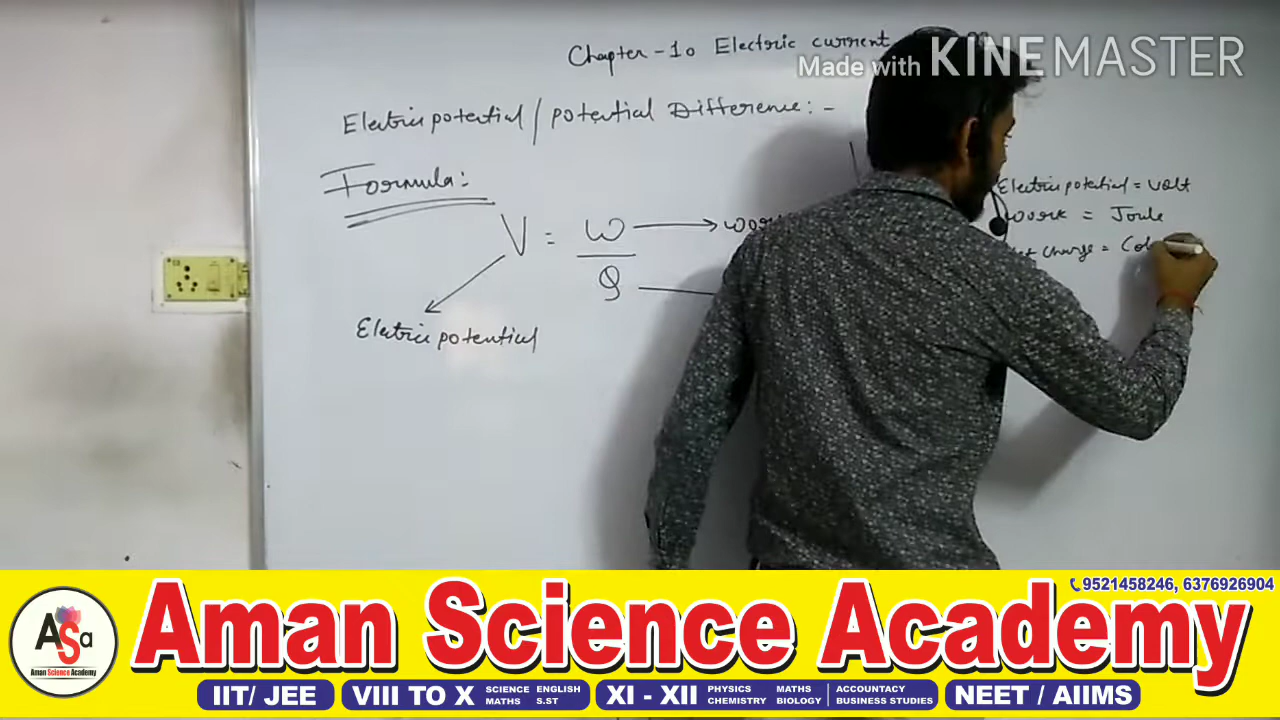 Chapter - 10 Electric current
Made with KINEMASTER
Electric potential / potential Difference : -
Formula :
V = W / Q
Electric potential = Volt
Work = Joule
charge =
Eletric potential
9521458246, 6376926904
ASa
Aman Science Academy
Aman Science Academy
IIT/ JEE
VIII TO X SCIENCE ENGLISH MATHS S.ST
XI - XII PHYSICS MATHS CHEMISTRY BIOLOGY ACCOUNTACY BUSINESS STUDIES
NEET / AIIMS